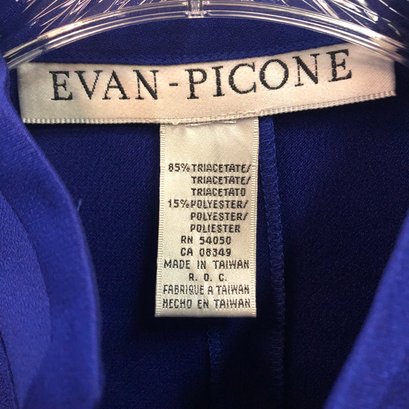 EVAN-PICONE
85% TRIACETATE/
TRIACETATE/
TRIACETATO
15% POLYESTER/
POLYESTER/
POLIESTER
RN 54050
CA 08349
MADE IN TAIWAN
R. O. C.
FABRIQUE A TAIWAN
HECHO EN TAIWAN